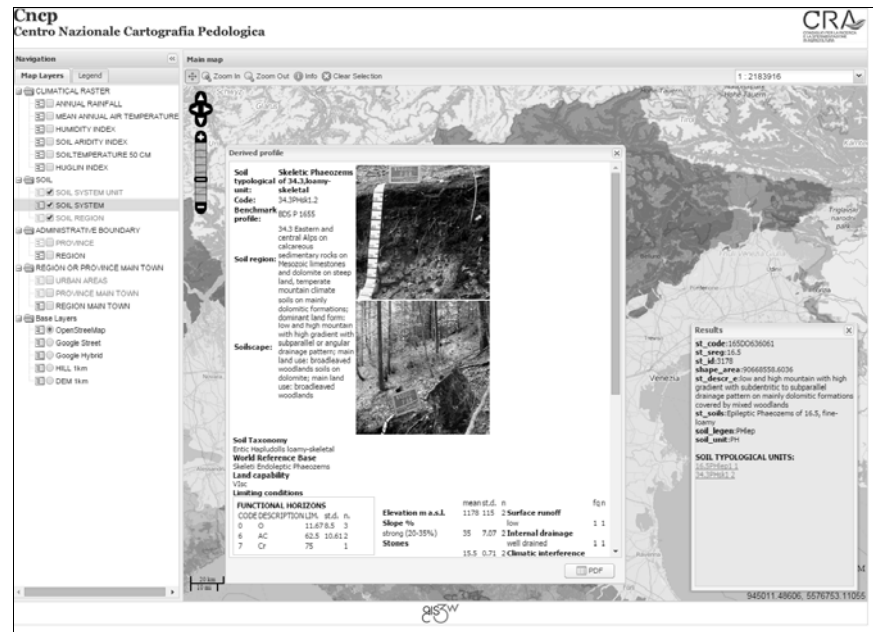 Cncp
Centro Nazionale Cartografia Pedologica
CRA
Navigation
Main map
Map Layers Legend
Zoom In Zoom Out Info Clear Selection
1 : 2183916
CLIMATICAL RASTER
ANNUAL RAINFALL
MEAN ANNUAL AIR TEMPERATURE
HUMIDITY INDEX
SOIL ARIDITY INDEX
SOILTEMPERATURE 50 CM
HUGLIN INDEX
SOIL
SOIL SYSTEM UNIT
SOIL SYSTEM
SOIL REGION
ADMINISTRATIVE BOUNDARY
PROVINCE
REGION
REGION OR PROVINCE MAIN TOWN
URBAN AREAS
PROVINCE MAIN TOWN
REGION MAIN TOWN
Base Layers
OpenStreetMap
Google Street
Google Hybrid
HILL 1km
DEM 1km
Derived profile
Soil typological unit: Skeletic Phaeozems of 34.3,loamy-skeletal
Code: 34.3PHsk1.2
Benchmark profile: BDS P 1655
Soil region: 34.3 Eastern and central Alps on calcareous sedimentary rocks on Mesozoic limestones and dolomite on steep land, temperate mountain climate
Soilscape: soils on mainly dolomitic formations; dominant land form: low and high mountain with high gradient with subparallel or angular drainage pattern; main land use: broadleaved woodlands soils on dolomite; main land use: broadleaved woodlands
Soil Taxonomy
Entic Hapludolls loamy-skeletal
World Reference Base
Skeleti Endoleptic Phaeozems
Land capability
VIsc
Limiting conditions
FUNCTIONAL HORIZONS
CODE DESCRIPTION LIM. st.d. n.
0 O 11.67 8.5 3
6 AC 62.5 10.61 2
7 Cr 75 1
mean st.d. n fq n
Elevation m a.s.l. 1178 115 2 Surface runoff
Slope % low 1 1
strong (20-35%) 35 7.07 2 Internal drainage
Stones well drained 1 1
15.5 0.71 2 Climatic interference
PDF
Results
st_code:165DO636061
st_sreg:16.5
st_id:3178
shape_area:90668558.6036
st_descr_e:low and high mountain with high
gradient with subdentritic to subparallel
drainage pattern on mainly dolomitic formations
covered by mixed woodlands
st_soils:Epileptic Phaeozems of 16.5, fine-
loamy
soil_legen:PHlep
soil_unit:PH
SOIL TYPOLOGICAL UNITS:
16.5PHlep1.1
34.3PHsk1.2
Triglavski
narodni
park
Venezia
Ravenna
20 km
10 mi
945011.48606, 5576753.11055
gis3w